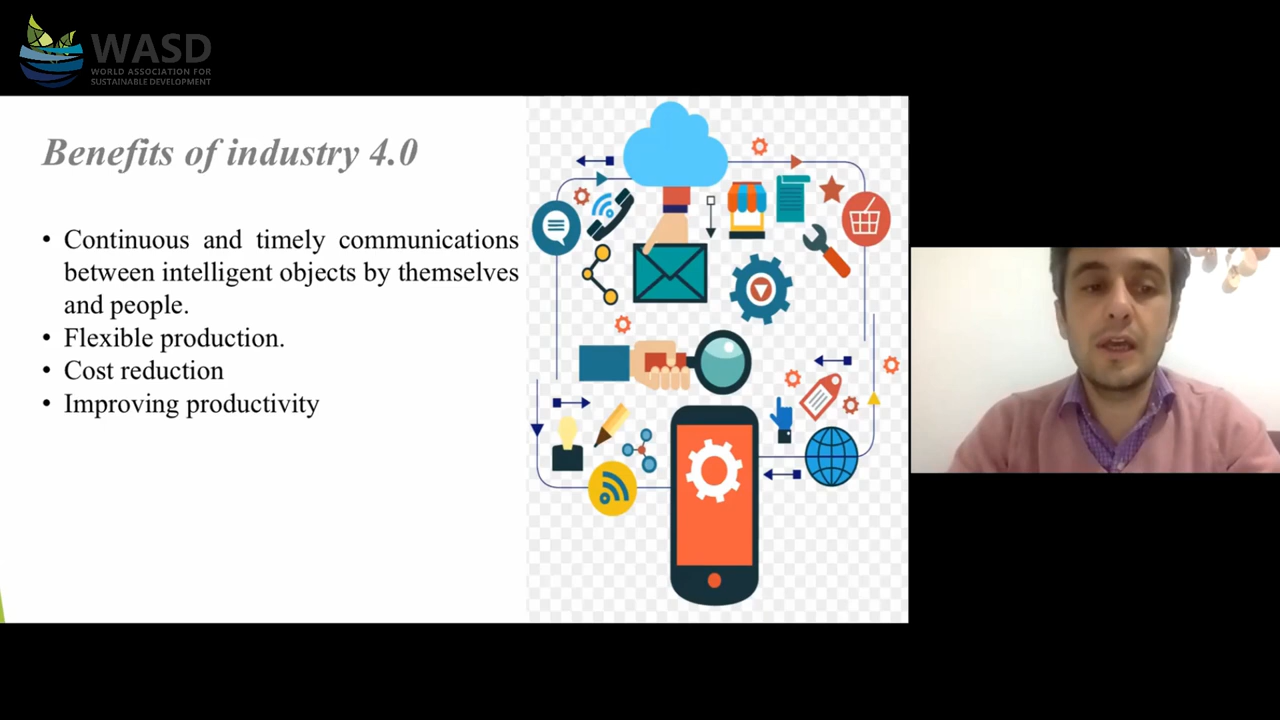 WASD
WORLD ASSOCIATION FOR
SUSTAINABLE DEVELOPMENT
Benefits of industry 4.0
• Continuous and timely communications
between intelligent objects by themselves
and people.
• Flexible production.
• Cost reduction
• Improving productivity